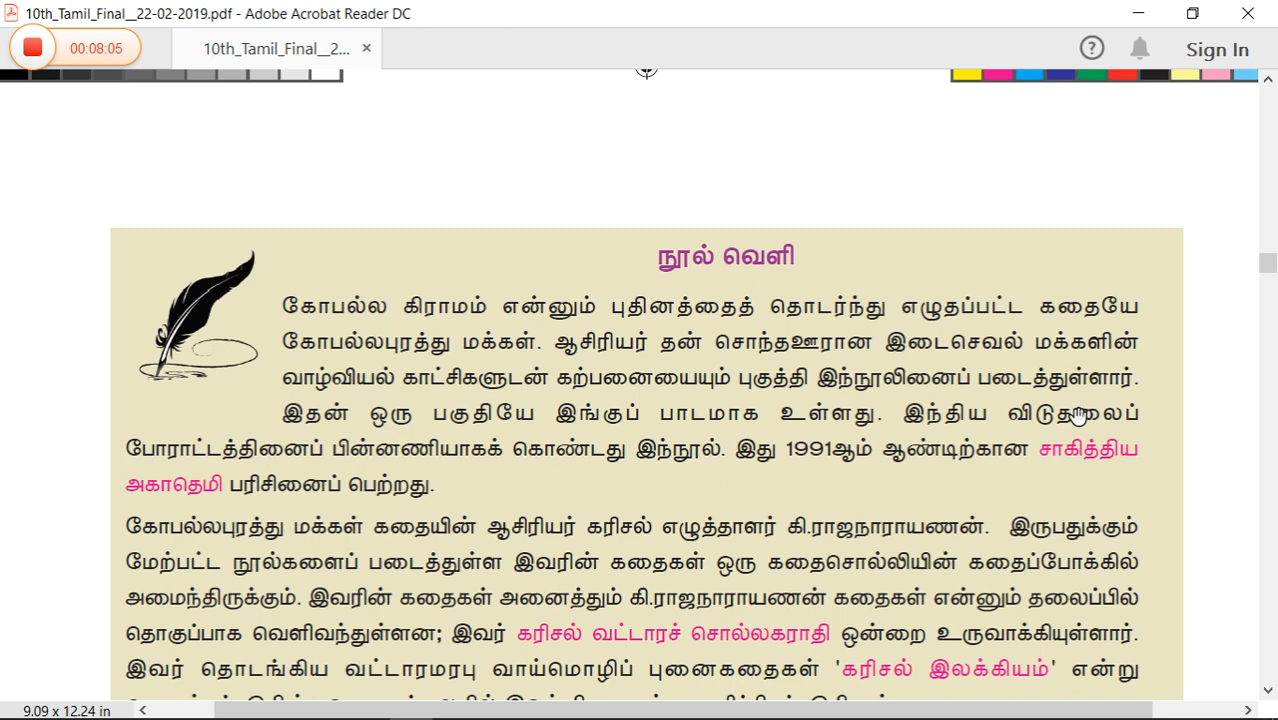 10th_Tamil_Final__22-02-2019.pdf - Adobe Acrobat Reader DC
00:08:05
10th_Tamil_Final__2...
Sign In
நூல் வெளி
கோபல்ல கிராமம் என்னும் புதினத்தைத் தொடர்ந்து எழுதப்பட்ட கதையே
கோபல்லபுரத்து மக்கள். ஆசிரியர் தன் சொந்தஊரான இடைசெவல் மக்களின்
வாழ்வியல் காட்சிகளுடன் கற்பனையையும் புகுத்தி இந்நூலினைப் படைத்துள்ளார்.
இதன் ஒரு பகுதியே இங்குப் பாடமாக உள்ளது. இந்திய விடுதலைப்
போராட்டத்தினைப் பின்னணியாகக் கொண்டது இந்நூல். இது 1991ஆம் ஆண்டிற்கான சாகித்திய
அகாதெமி பரிசினைப் பெற்றது.
கோபல்லபுரத்து மக்கள் கதையின் ஆசிரியர் கரிசல் எழுத்தாளர் கி.ராஜநாராயணன். இருபதுக்கும்
மேற்பட்ட நூல்களைப் படைத்துள்ள இவரின் கதைகள் ஒரு கதைசொல்லியின் கதைப்போக்கில்
அமைந்திருக்கும். இவரின் கதைகள் அனைத்தும் கி.ராஜநாராயணன் கதைகள் என்னும் தலைப்பில்
தொகுப்பாக வெளிவந்துள்ளன; இவர் கரிசல் வட்டாரச் சொல்லகராதி ஒன்றை உருவாக்கியுள்ளார்.
இவர் தொடங்கிய வட்டாரமரபு வாய்மொழிப் புனைகதைகள் 'கரிசல் இலக்கியம்' என்று
9.09 x 12.24 in